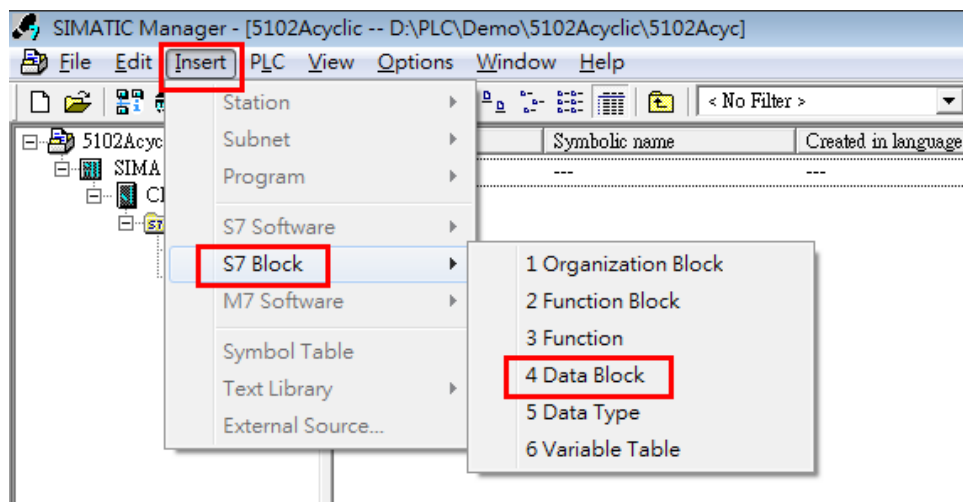 SIMATIC Manager - [5102Acyclic -- D:\PLC\Demo\5102Acyclic\5102Acyc]
File Edit Insert PLC View Options Window Help
< No Filter >
Station
Subnet
Program
S7 Software
S7 Block
M7 Software
Symbol Table
Text Library
External Source...
5102Acyc
SIMA
S7
Symbolic name Created in language
--- ---
1 Organization Block
2 Function Block
3 Function
4 Data Block
5 Data Type
6 Variable Table